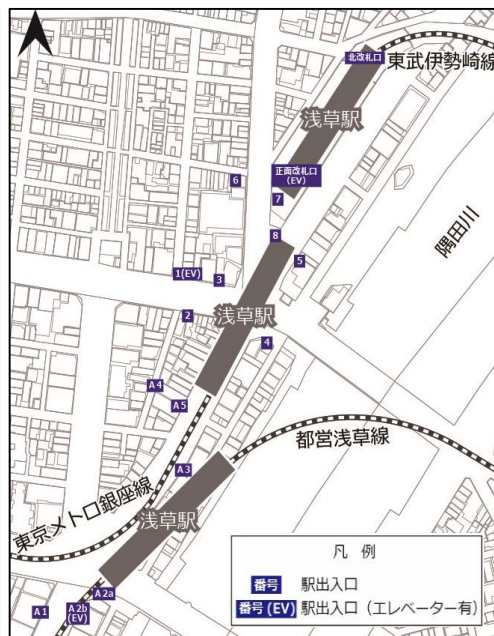 北改札口
東武伊勢崎線
浅草駅
6
正面改札口
(EV)
7
隅田川
8
5
1(EV)
3
2
浅草駅
4
A4
A5
都営浅草線
A3
東京メトロ銀座線
浅草駅
A2a
A1
A2b
(EV)
凡 例
番号 駅出入口
番号(EV) 駅出入口(エレベーター有)